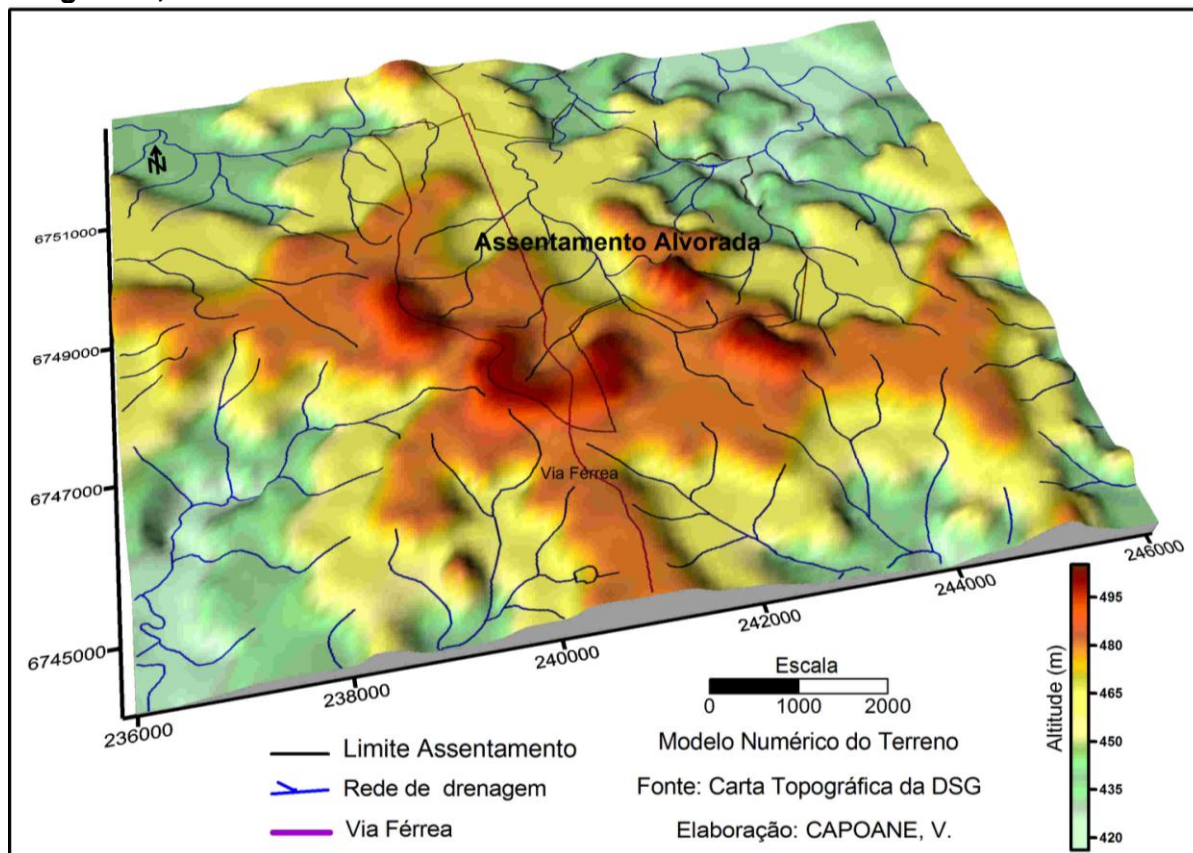 N
Assentamento Alvorada
6751000
6749000
6747000
6745000
Via Férrea
236000
238000
240000
242000
244000
246000
Escala
0 1000 2000
Limite Assentamento
Rede de drenagem
Via Férrea
Modelo Numérico do Terreno
Fonte: Carta Topográfica da DSG
Elaboração: CAPOANE, V.
Altitude (m)
495
480
465
450
435
420